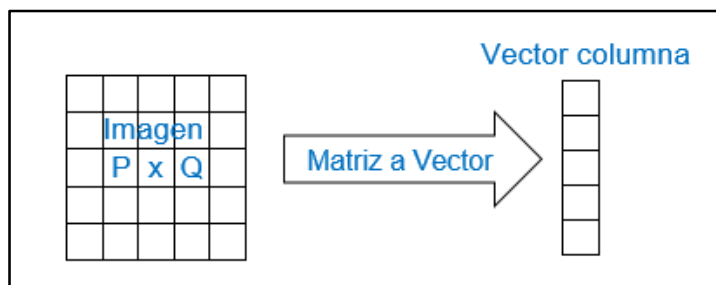 Vector columna
Imagen
P x Q
Matriz a Vector